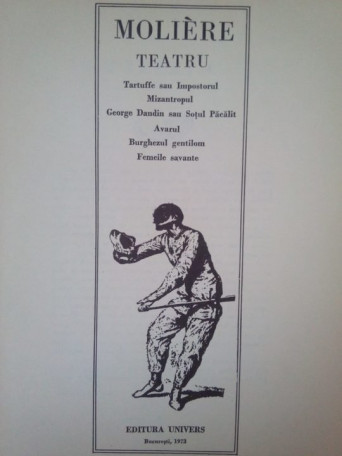 MOLIÈRE
TEATRU
Tartuffe sau Impostorul
Mizantropul
George Dandin sau Soțul Păcălit
Avarul
Burghezul gentilom
Femeile savante
EDITURA UNIVERS
București, 1973